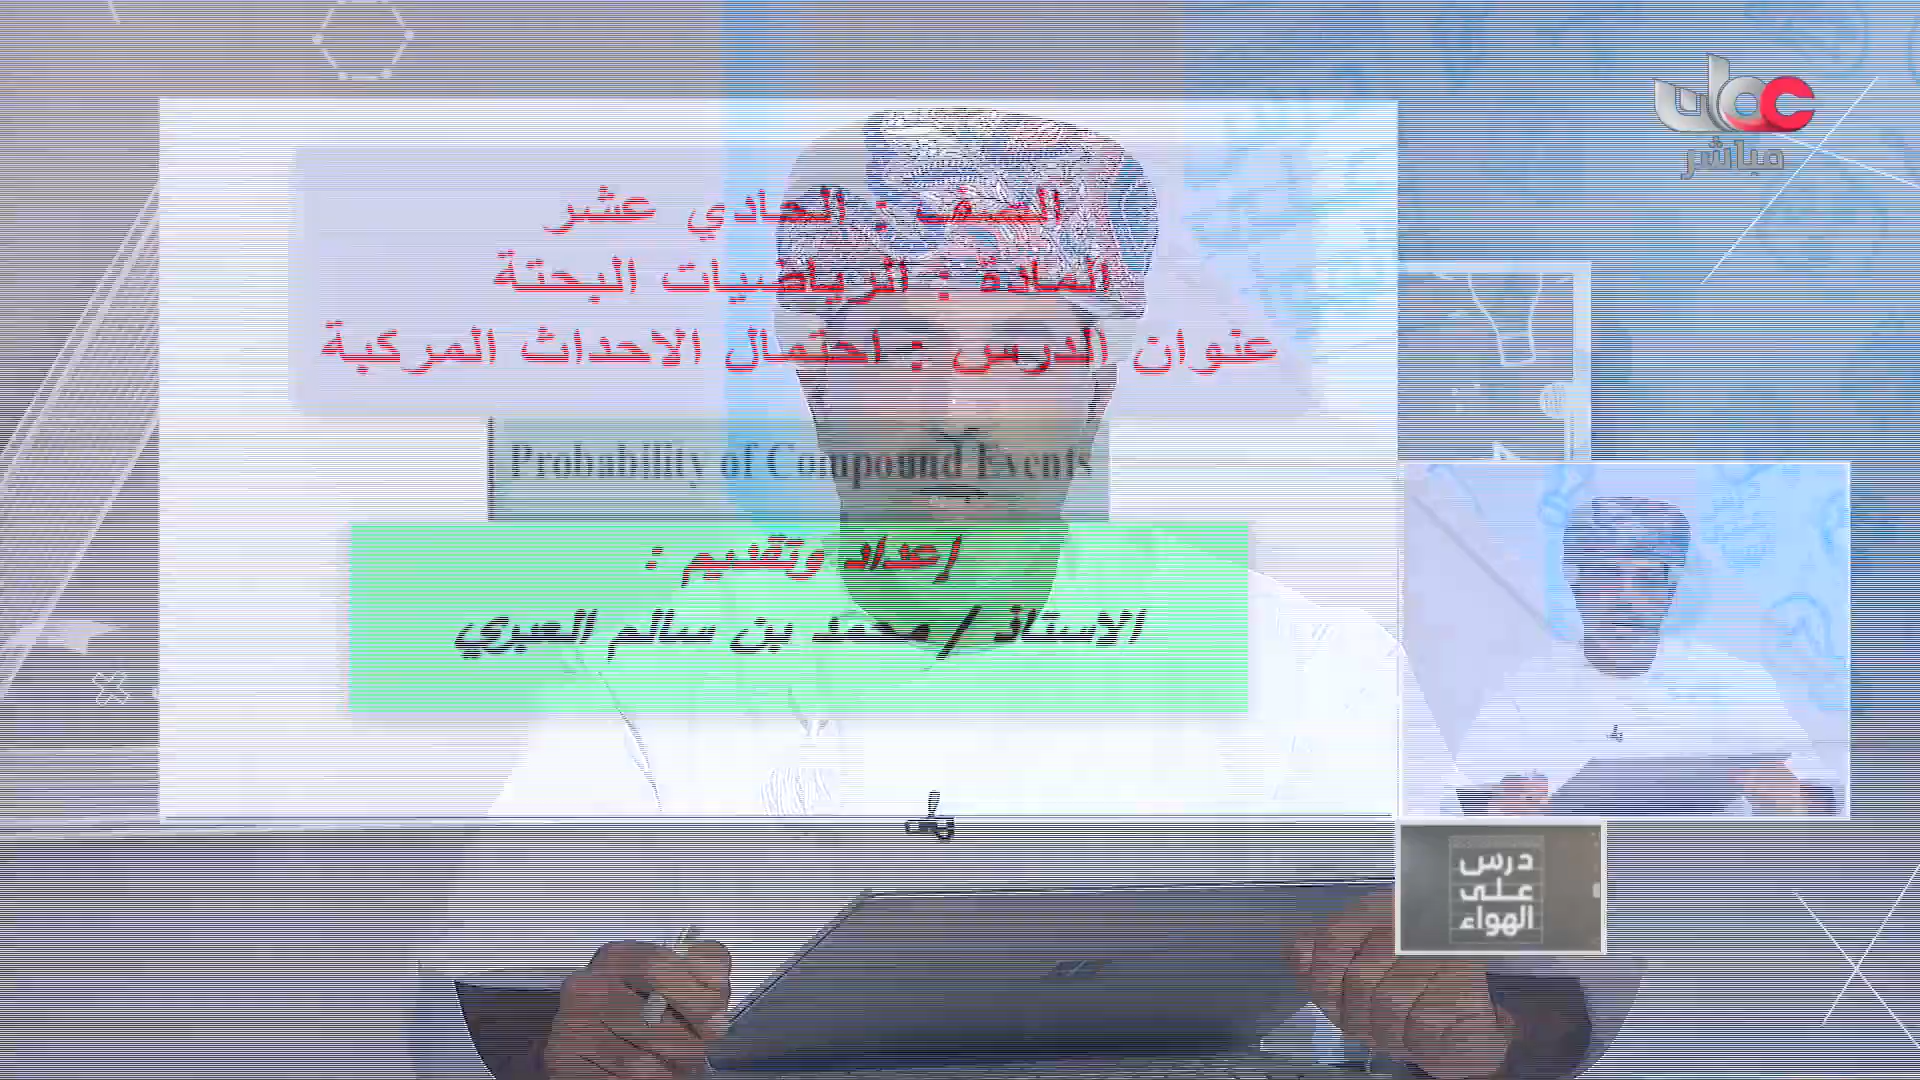 عمان
مباشر
الصف : الحادي عشر
المادة : الرياضيات البحتة
عنوان الدرس : احتمال الاحداث المركبة
Probability of Compound Events
إعداد وتقديم :
الاستاذ / محمد بن سالم العبري
درس
على
الهواء